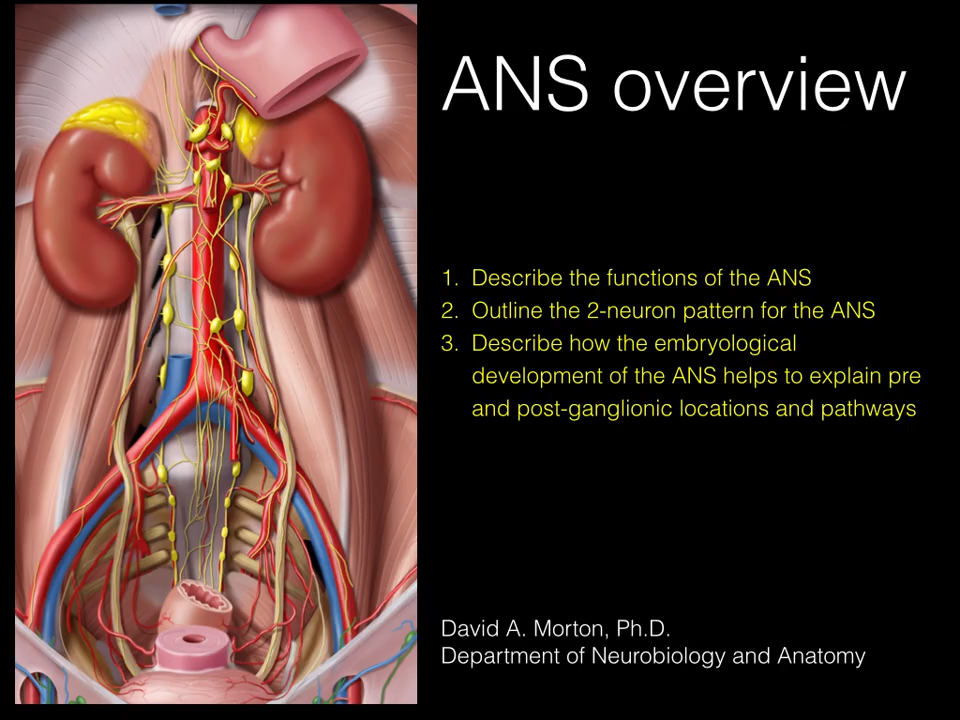 ANS overview
1. Describe the functions of the ANS
2. Outline the 2-neuron pattern for the ANS
3. Describe how the embryological
development of the ANS helps to explain pre
and post-ganglionic locations and pathways
David A. Morton, Ph.D.
Department of Neurobiology and Anatomy